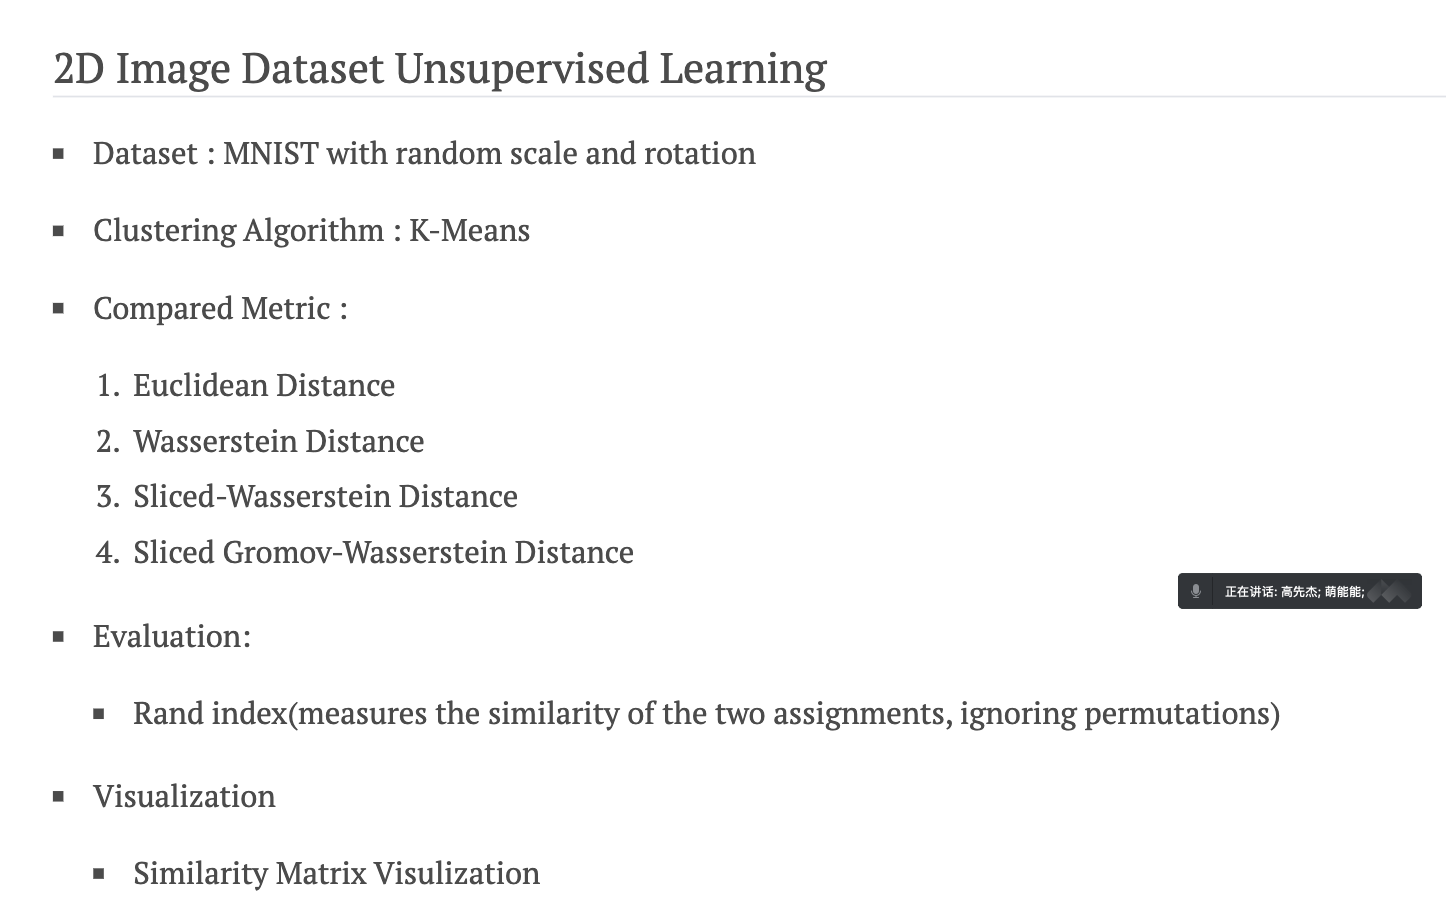 2D Image Dataset Unsupervised Learning
Dataset : MNIST with random scale and rotation
Clustering Algorithm : K-Means
Compared Metric :
1. Euclidean Distance
2. Wasserstein Distance
3. Sliced-Wasserstein Distance
4. Sliced Gromov-Wasserstein Distance
正在讲话: 高先杰; 萌能能;
Evaluation:
Rand index(measures the similarity of the two assignments, ignoring permutations)
Visualization
Similarity Matrix Visulization